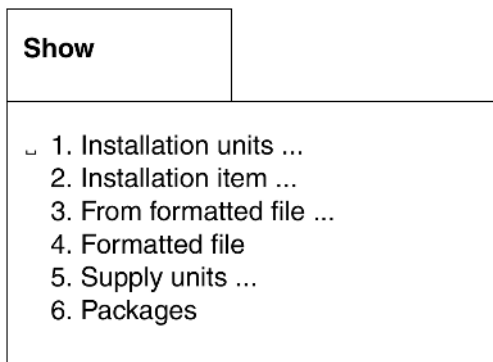 Show
1. Installation units ...
2. Installation item ...
3. From formatted file ...
4. Formatted file
5. Supply units ...
6. Packages